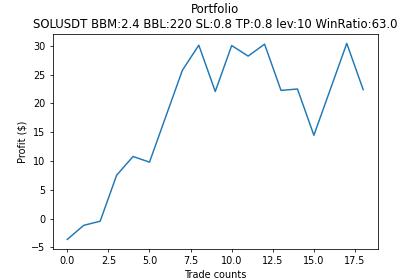 Portfolio
SOLUSDT BBM:2.4 BBL:220 SL:0.8 TP:0.8 lev:10 WinRatio:63.0
Profit ($)
30
25
20
15
10
5
0
−5
0.0 2.5 5.0 7.5 10.0 12.5 15.0 17.5
Trade counts